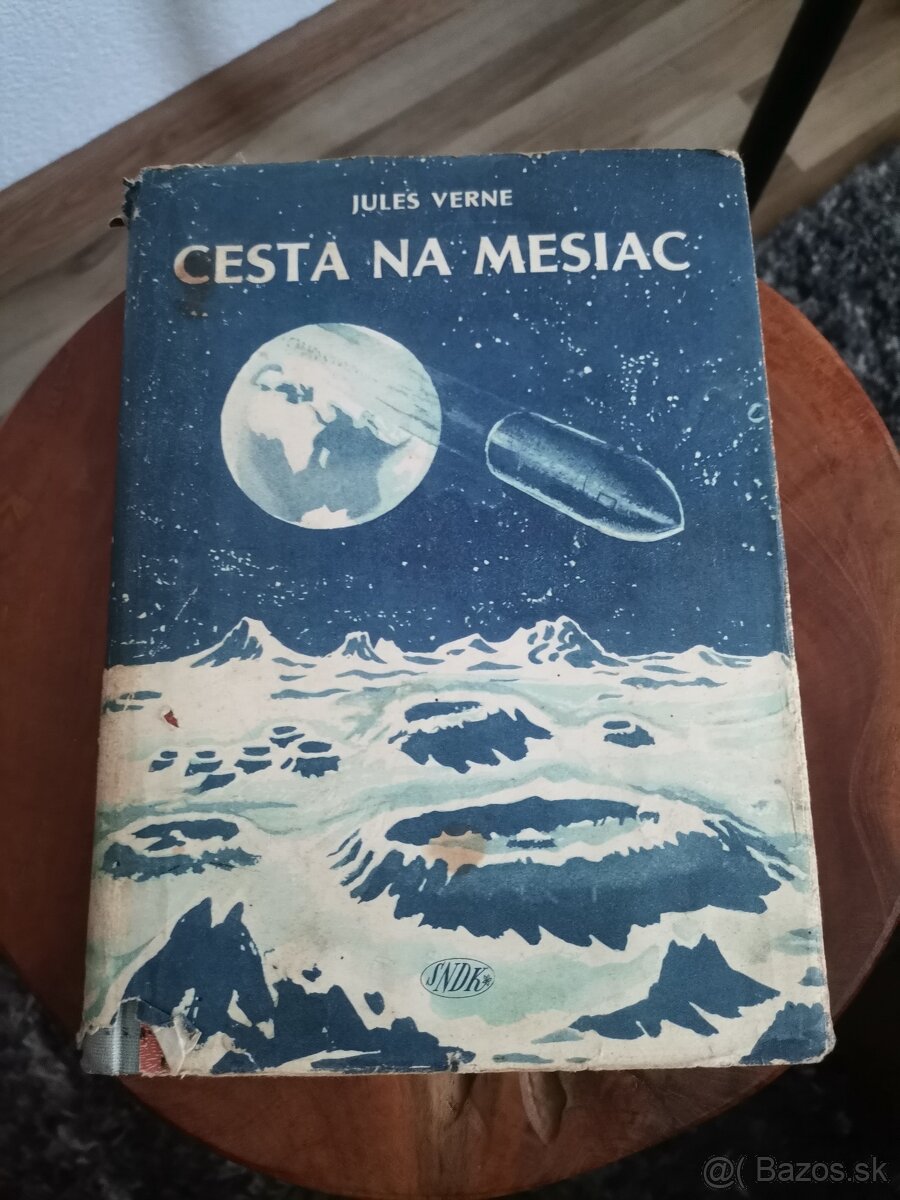 JULES VERNE
CESTA NA MESIAC
SNDK
@( Bazos.sk